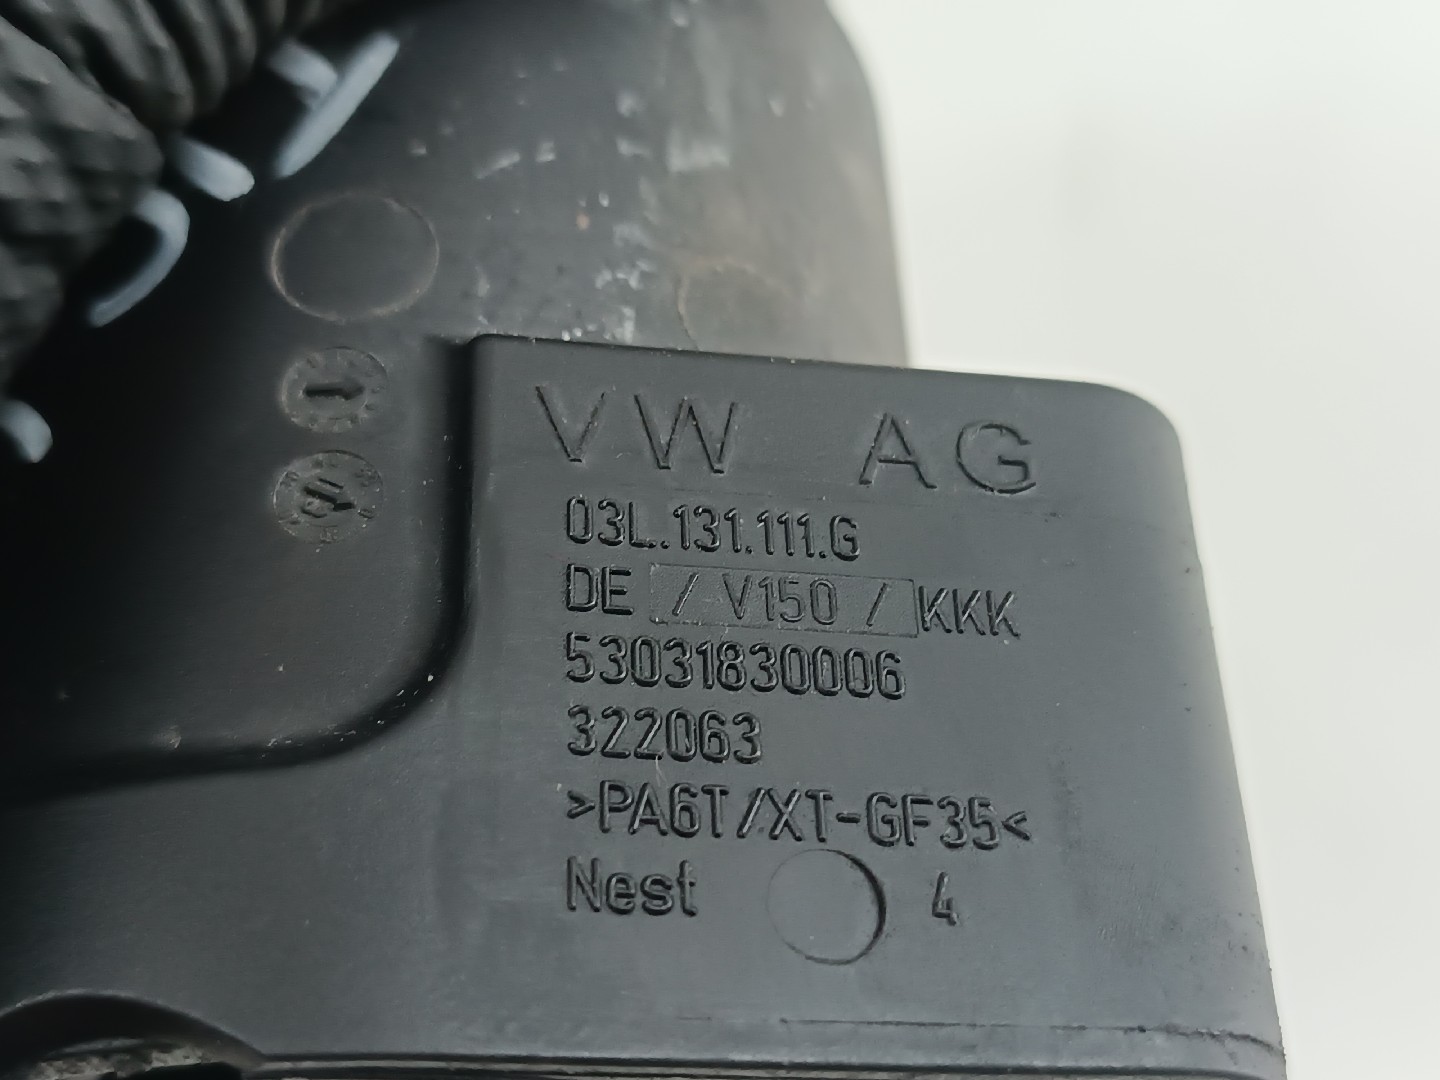 VW AG
03L.131.111.G
DE / V150 / KKK
53031830006
322063
>PA6T/XT-GF35<
Nest 4